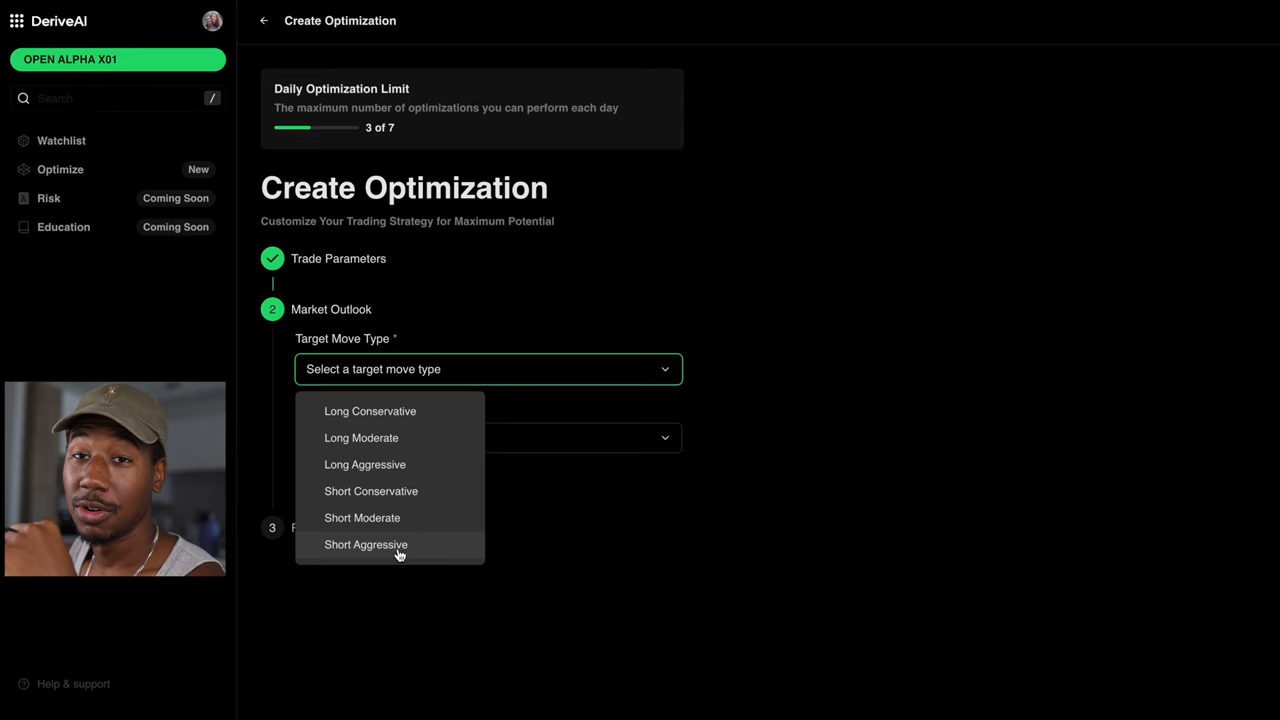 DeriveAI
OPEN ALPHA X01
Search
/
Watchlist
Optimize
New
Risk
Coming Soon
Education
Coming Soon
Help & support
Create Optimization
Daily Optimization Limit
The maximum number of optimizations you can perform each day
3 of 7
Create Optimization
Customize Your Trading Strategy for Maximum Potential
Trade Parameters
2
Market Outlook
Target Move Type *
Select a target move type
Long Conservative
Long Moderate
Long Aggressive
Short Conservative
Short Moderate
Short Aggressive
3